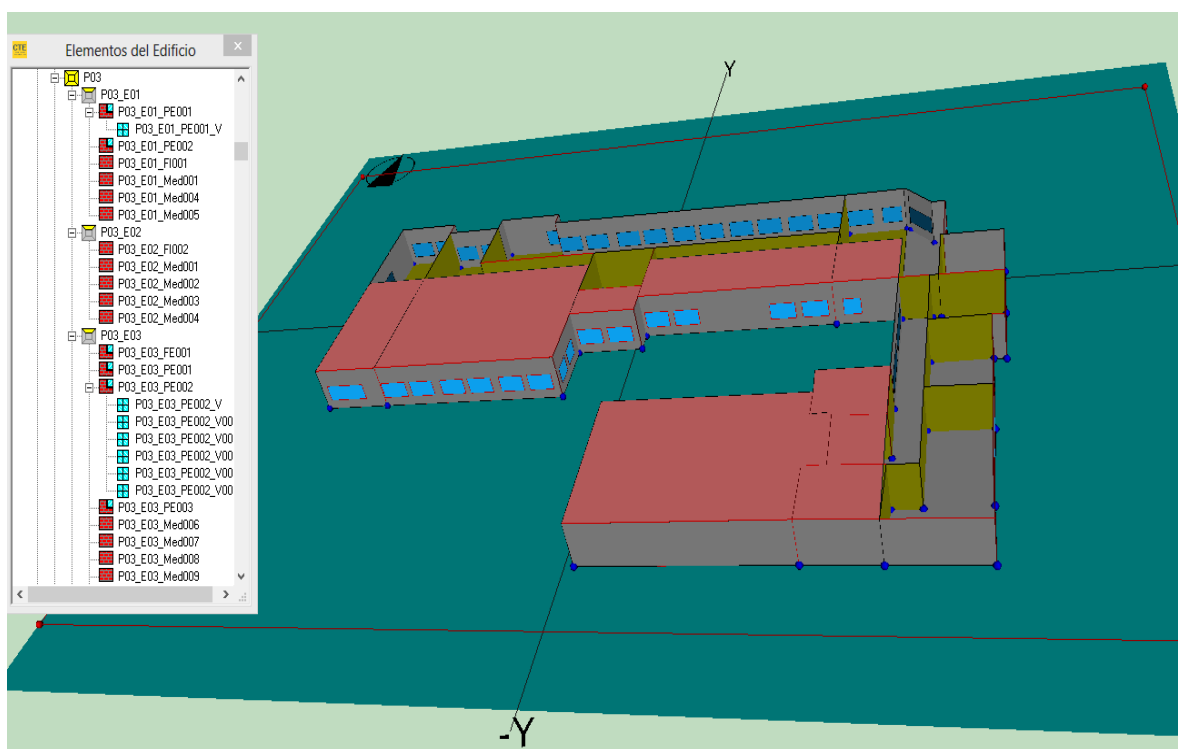 CTE
Elementos del Edificio
x
P03
P03_E01
P03_E01_PE001
P03_E01_PE001_V
P03_E01_PE002
P03_E01_FI001
P03_E01_Med001
P03_E01_Med004
P03_E01_Med005
P03_E02
P03_E02_FI002
P03_E02_Med001
P03_E02_Med002
P03_E02_Med003
P03_E02_Med004
P03_E03
P03_E03_FE001
P03_E03_PE001
P03_E03_PE002
P03_E03_PE002_V
P03_E03_PE002_V00
P03_E03_PE002_V00
P03_E03_PE002_V00
P03_E03_PE002_V00
P03_E03_PE002_V00
P03_E03_PE003
P03_E03_Med006
P03_E03_Med007
P03_E03_Med008
P03_E03_Med009
Y
-Y